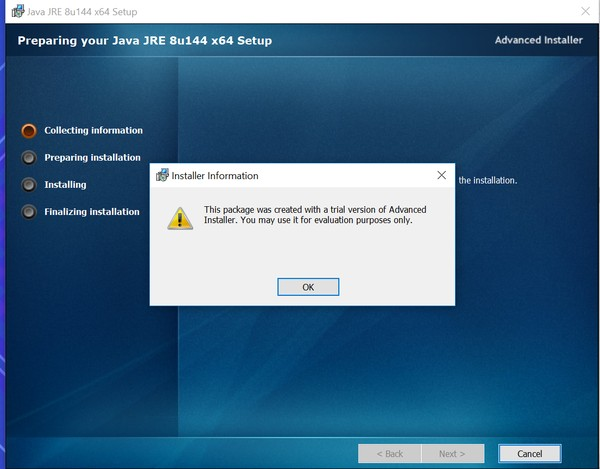 Java JRE 8u144 x64 Setup
Preparing your Java JRE 8u144 x64 Setup
Advanced Installer
Collecting information
Preparing installation
Installing
Finalizing installation
the installation.
Installer Information
This package was created with a trial version of Advanced
Installer. You may use it for evaluation purposes only.
OK
< Back
Next >
Cancel